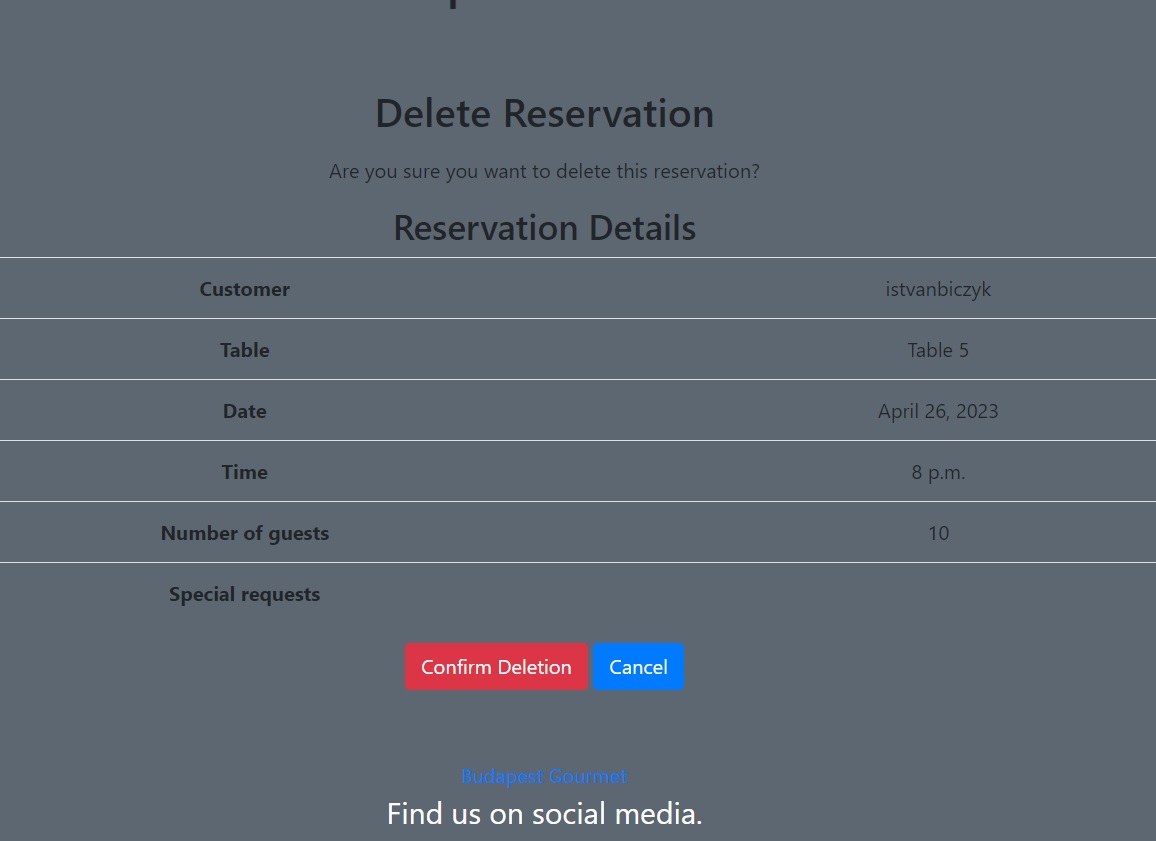 Delete Reservation
Are you sure you want to delete this reservation?
Reservation Details
Customer istvanbiczyk
Table Table 5
Date April 26, 2023
Time 8 p.m.
Number of guests 10
Special requests
Confirm Deletion Cancel
Budapest Gourmet
Find us on social media.